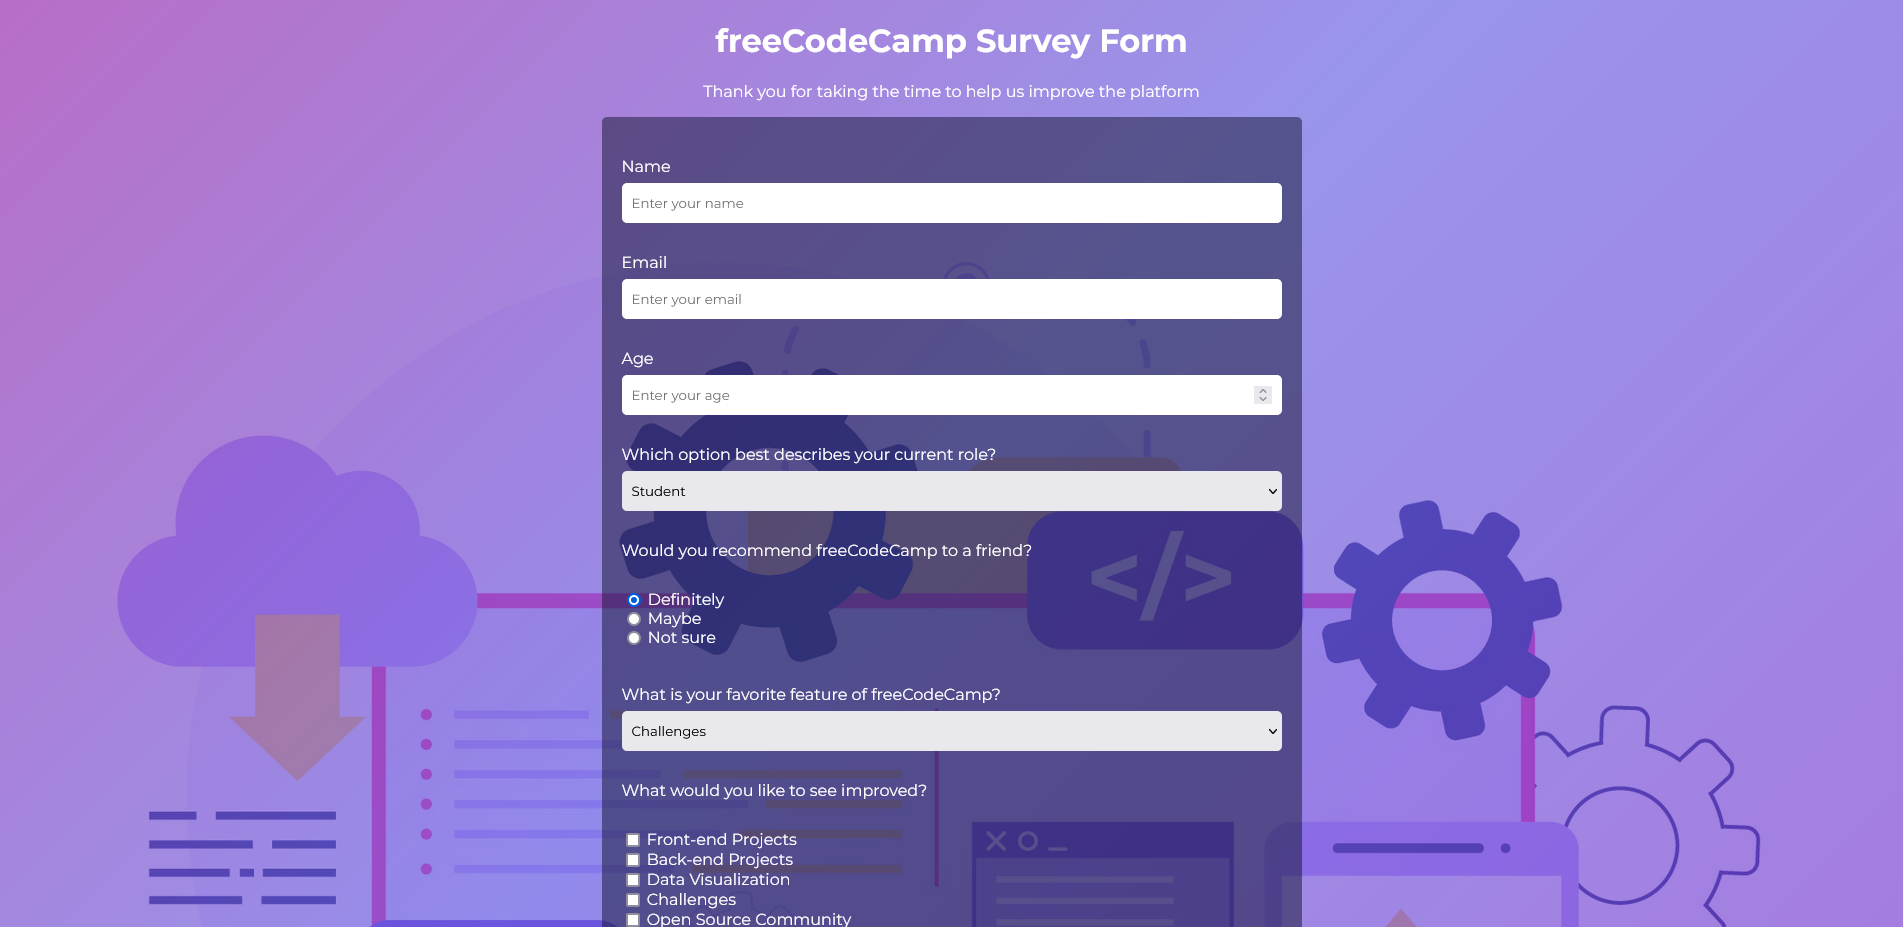 freeCodeCamp Survey Form
Thank you for taking the time to help us improve the platform
Name
Enter your name
Email
Enter your email
Age
Enter your age
Which option best describes your current role?
Student
Would you recommend freeCodeCamp to a friend?
</>
Definitely
Maybe
Not sure
What is your favorite feature of freeCodeCamp?
Challenges
What would you like to see improved?
Front-end Projects
Back-end Projects
Data Visualization
Challenges
Open Source Community